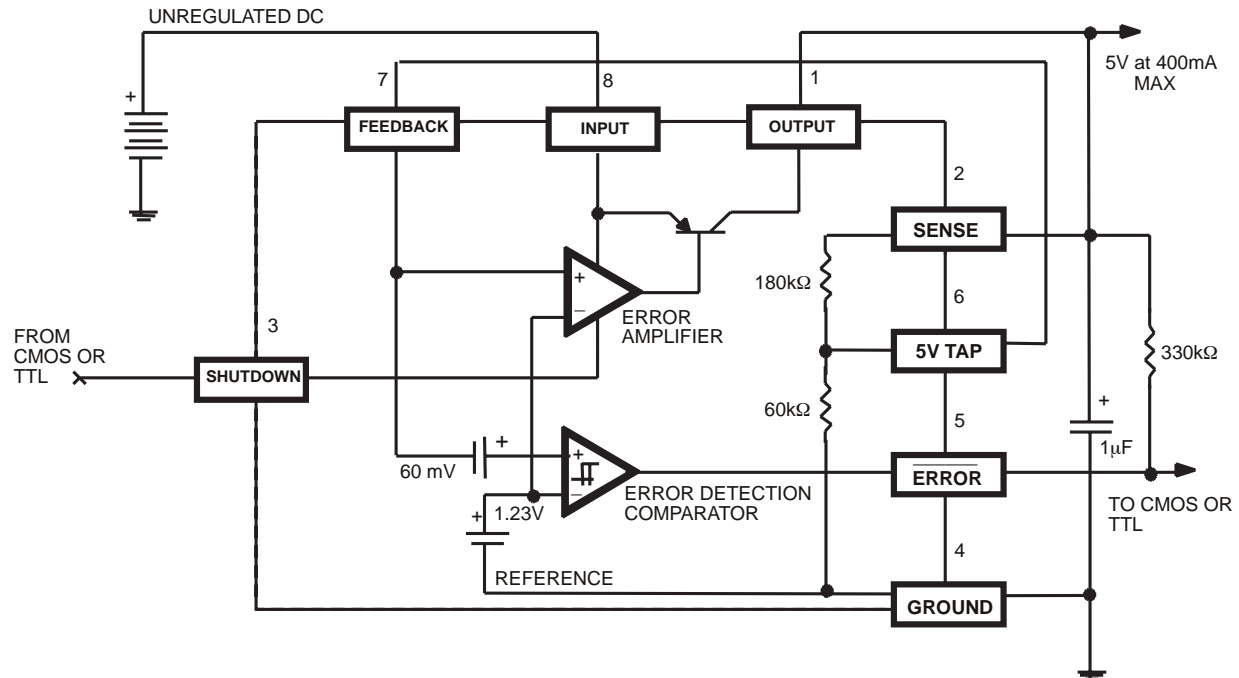 UNREGULATED DC
5V at 400mA
MAX
7
8
1
+
FEEDBACK
INPUT
OUTPUT
2
SENSE
180kΩ
+
−
ERROR
AMPLIFIER
6
5V TAP
330kΩ
3
FROM
CMOS OR
TTL
SHUTDOWN
60kΩ
5
+
1µF
60 mV
+
+
−
ERROR DETECTION
COMPARATOR
ERROR
TO CMOS OR
TTL
+
1.23V
4
REFERENCE
GROUND